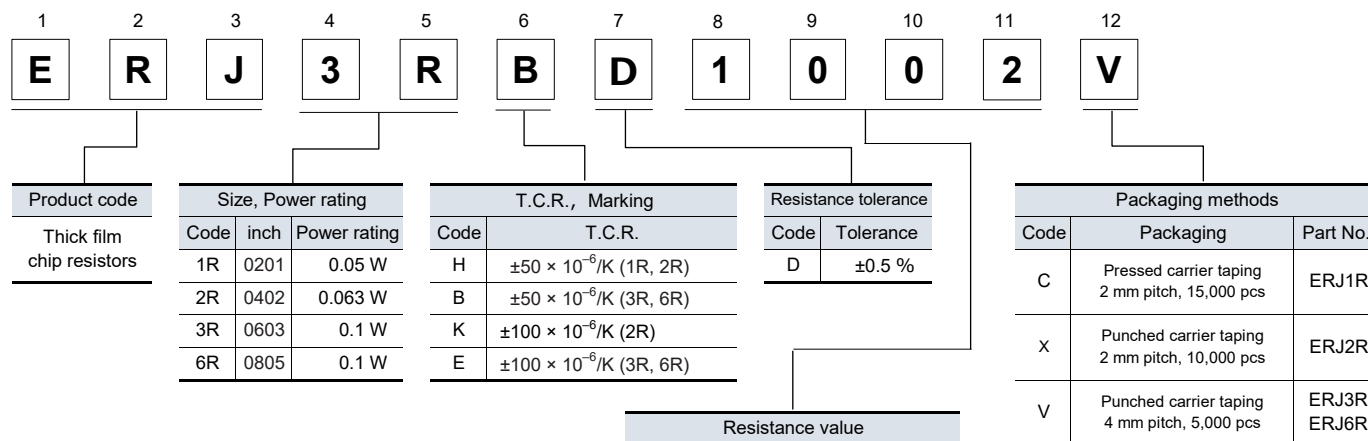 1 2 3 4 5 6 7 8 9 10 11 12
E R J 3 R B D 1 0 0 2 V
Product code
Thick film
chip resistors
Size, Power rating
Code inch Power rating
1R 0201 0.05 W
2R 0402 0.063 W
3R 0603 0.1 W
6R 0805 0.1 W
T.C.R., Marking
Code T.C.R.
H ±50 × 10⁻⁶/K (1R, 2R)
B ±50 × 10⁻⁶/K (3R, 6R)
K ±100 × 10⁻⁶/K (2R)
E ±100 × 10⁻⁶/K (3R, 6R)
Resistance tolerance
Code Tolerance
D ±0.5 %
Resistance value
Packaging methods
Code Packaging Part No.
C Pressed carrier taping
2 mm pitch, 15,000 pcs ERJ1R
X Punched carrier taping
2 mm pitch, 10,000 pcs ERJ2R
V Punched carrier taping
4 mm pitch, 5,000 pcs ERJ3R
ERJ6R